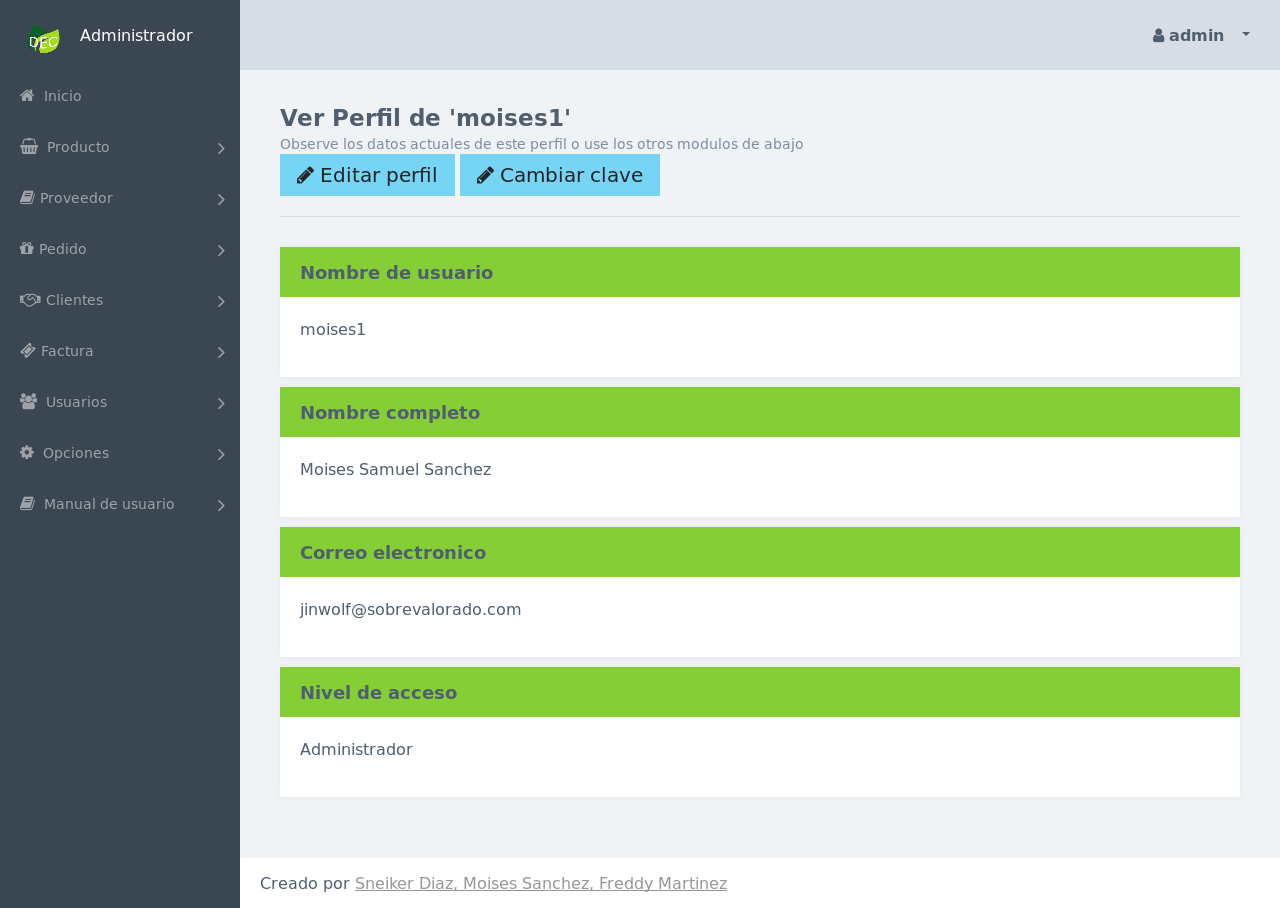 DEC
Administrador
admin
Inicio
Producto
Proveedor
Pedido
Clientes
Factura
Usuarios
Opciones
Manual de usuario
Ver Perfil de 'moises1'
Observe los datos actuales de este perfil o use los otros modulos de abajo
Editar perfil Cambiar clave
Nombre de usuario
moises1
Nombre completo
Moises Samuel Sanchez
Correo electronico
jinwolf@sobrevalorado.com
Nivel de acceso
Administrador
Creado por Sneiker Diaz, Moises Sanchez, Freddy Martinez